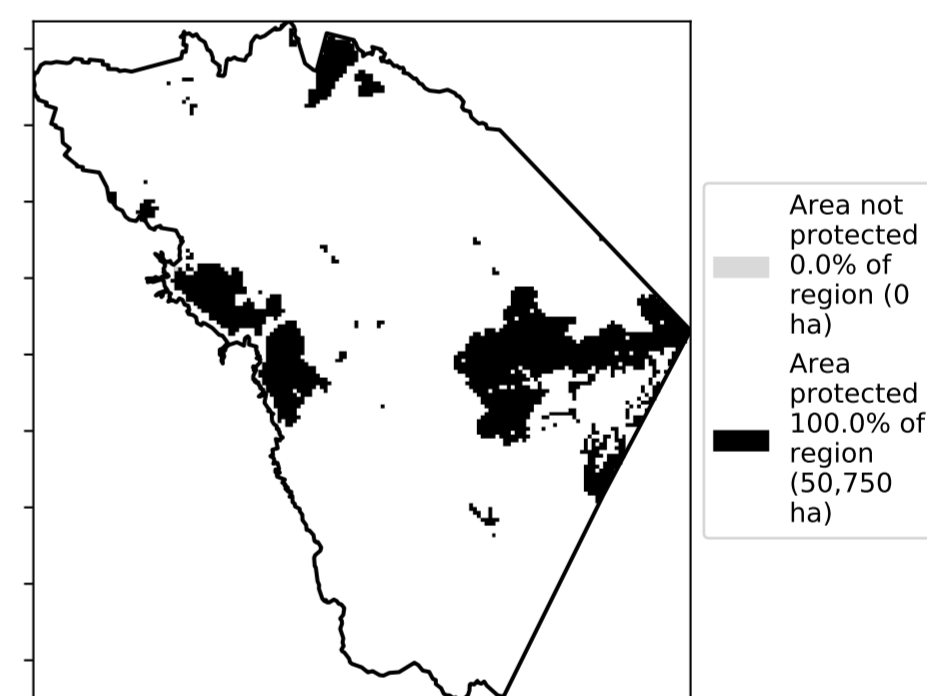 Area not
protected
0.0% of
region (0
ha)
Area
protected
100.0% of
region
(50,750
ha)